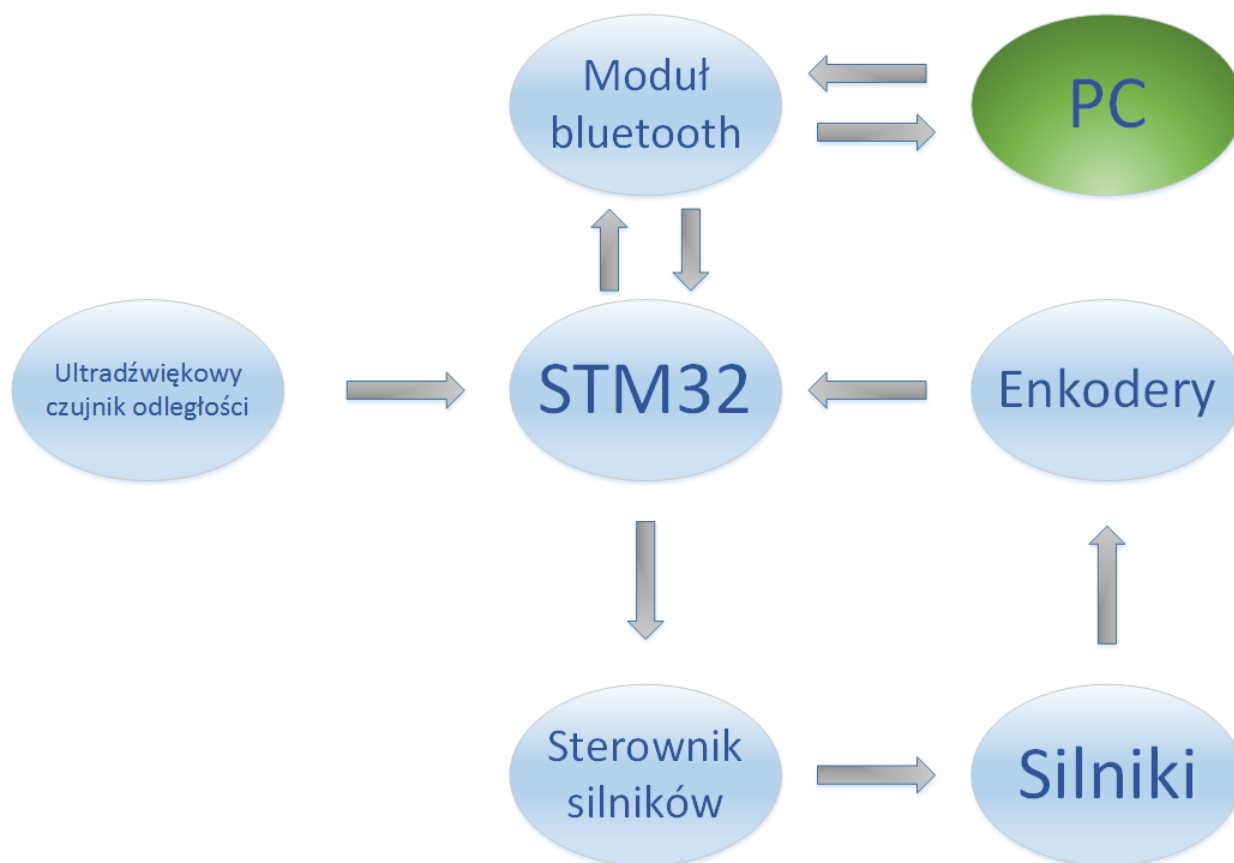 Moduł
bluetooth
PC
Ultradźwiękowy
czujnik odległości
STM32
Enkodery
Sterownik
silników
Silniki